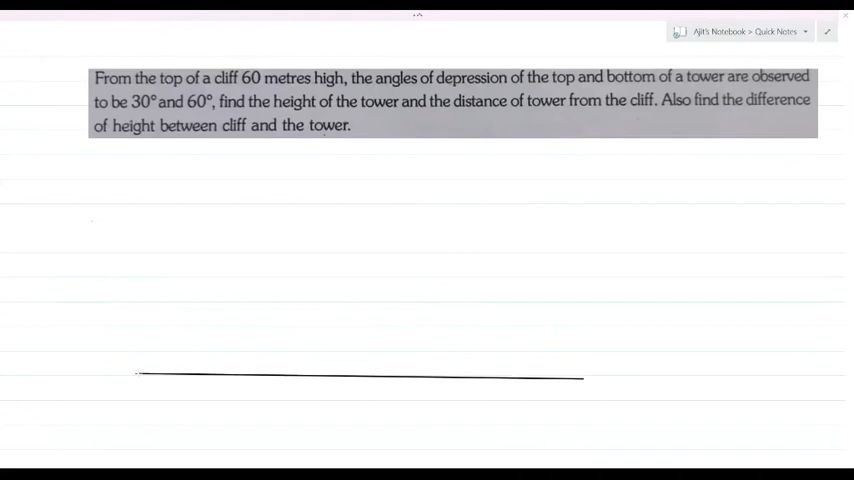 Ajit's Notebook > Quick Notes
From the top of a cliff 60 metres high, the angles of depression of the top and bottom of a tower are observed
to be 30° and 60°, find the height of the tower and the distance of tower from the cliff. Also find the difference
of height between cliff and the tower.